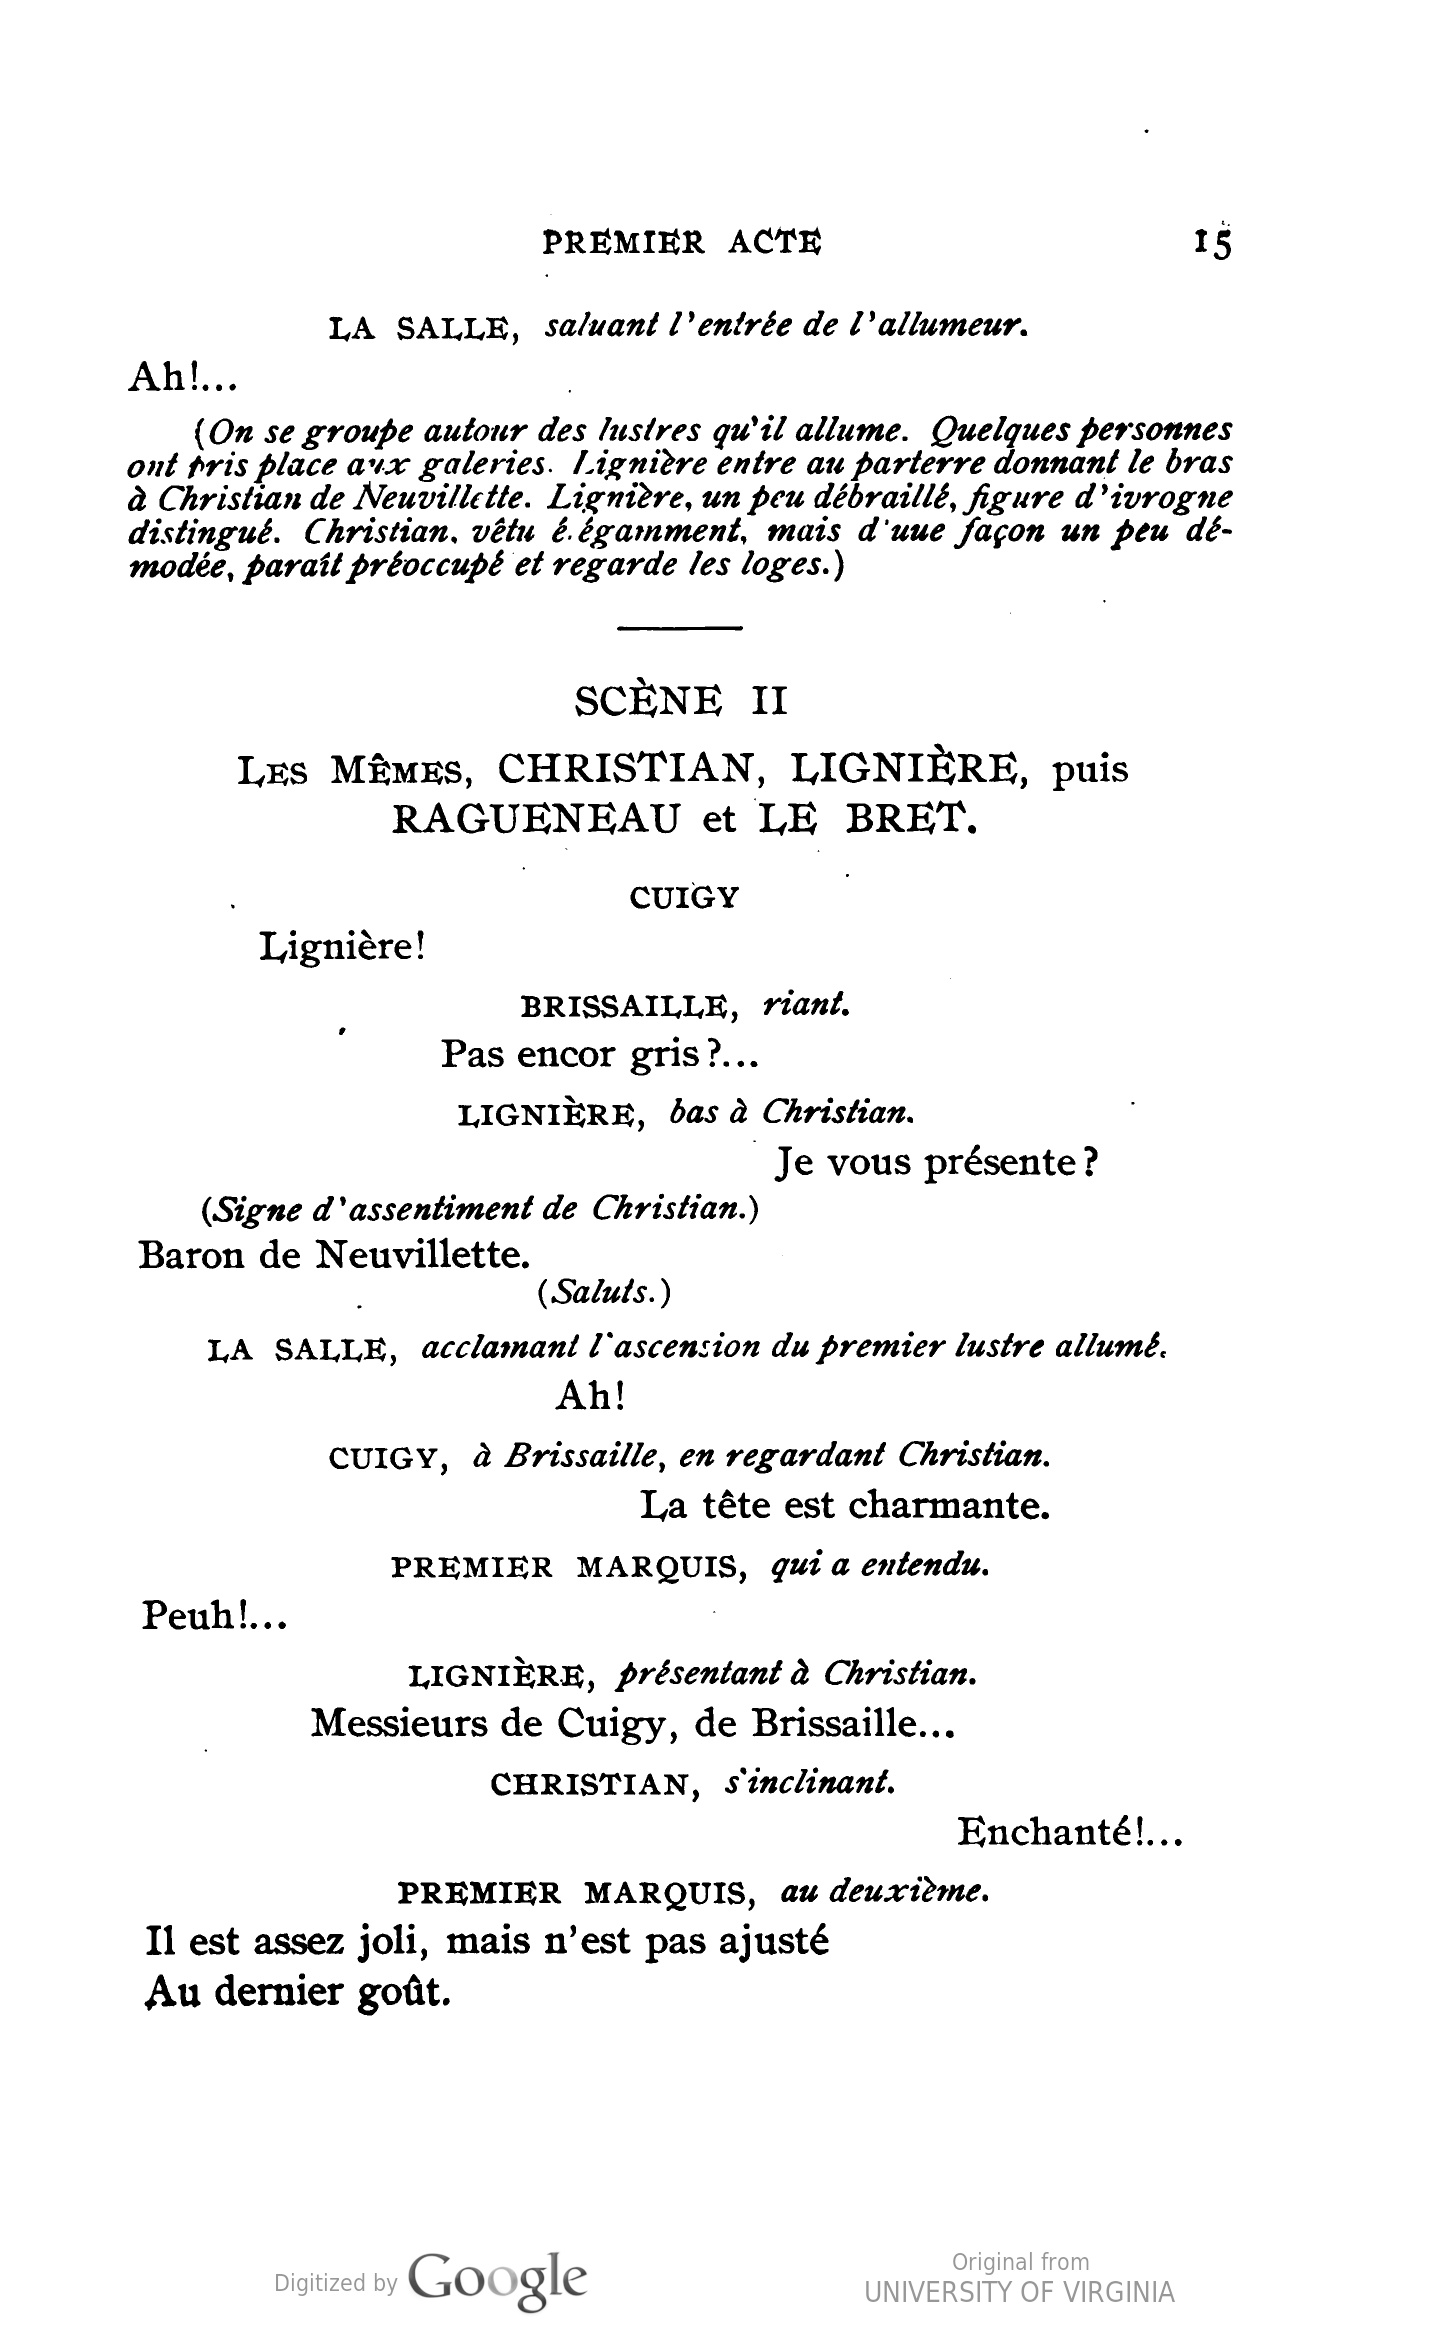 PREMIER ACTE 15
LA SALLE, saluant l'entrée de l'allumeur.
Ah!...
(On se groupe autour des lustres qu'il allume. Quelques personnes
ont pris place aux galeries. Lignière entre au parterre donnant le bras
à Christian de Neuvillette. Lignière, un peu débraillé, figure d'ivrogne
distingué. Christian, vêtu élégamment, mais d'uue façon un peu dé-
modée, paraît préoccupé et regarde les loges.)
SCÈNE II
LES MÊMES, CHRISTIAN, LIGNIÈRE, puis
RAGUENEAU et LE BRET.
CUIGY
Lignière!
BRISSAILLE, riant.
Pas encor gris?...
LIGNIÈRE, bas à Christian.
Je vous présente?
(Signe d'assentiment de Christian.)
Baron de Neuvillette.
(Saluts.)
LA SALLE, acclamant l'ascension du premier lustre allumé.
Ah!
CUIGY, à Brissaille, en regardant Christian.
La tête est charmante.
PREMIER MARQUIS, qui a entendu.
Peuh!...
LIGNIÈRE, présentant à Christian.
Messieurs de Cuigy, de Brissaille...
CHRISTIAN, s'inclinant.
Enchanté!...
PREMIER MARQUIS, au deuxième.
Il est assez joli, mais n'est pas ajusté
Au dernier goût.
Digitized by Google
Original from
UNIVERSITY OF VIRGINIA